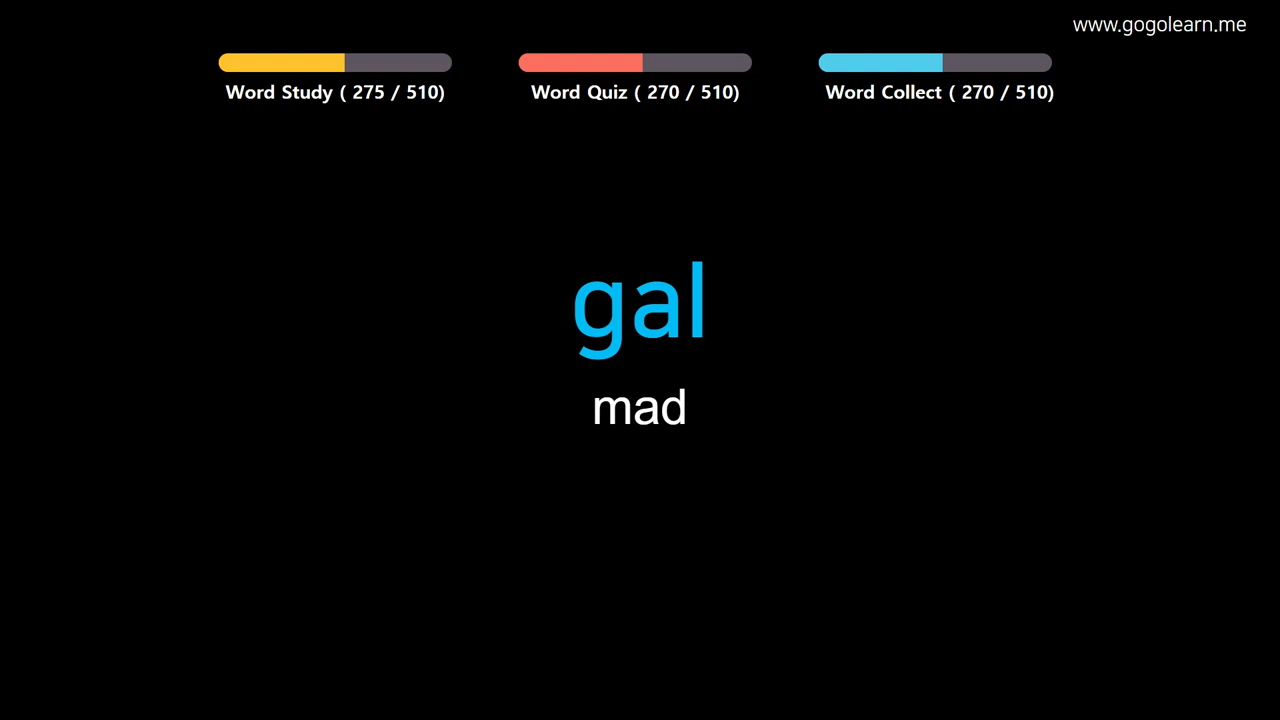 www.gogolearn.me
Word Study ( 275 / 510)
Word Quiz ( 270 / 510)
Word Collect ( 270 / 510)
gal
mad